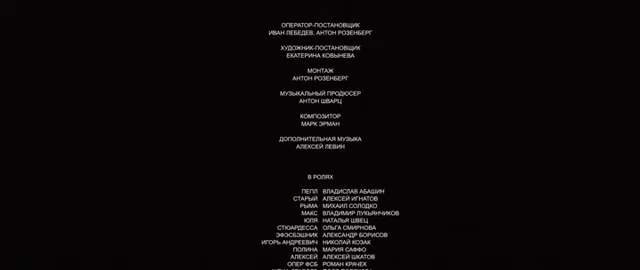 ОПЕРАТОР-ПОСТАНОВЩИК
ИВАН ЛЕБЕДЕВ, АНТОН РОЗЕНБЕРГ
ХУДОЖНИК-ПОСТАНОВЩИК
ЕКАТЕРИНА КОВЫНЕВА
МОНТАЖ
АНТОН РОЗЕНБЕРГ
МУЗЫКАЛЬНЫЙ ПРОДЮСЕР
АНТОН ШВАРЦ
КОМПОЗИТОР
МАРК ЭРМАН
ДОПОЛНИТЕЛЬНАЯ МУЗЫКА
АЛЕКСЕЙ ЛЕВИН
В РОЛЯХ
ПЕПЛ ВЛАДИСЛАВ АБАШИН
СТАРЫЙ АЛЕКСЕЙ ИГНАТОВ
РЫМА МИХАИЛ СОЛОДКО
МАКС ВЛАДИМИР ЛУКЬЯНЧИКОВ
ЮЛЯ НАТАЛЬЯ ШВЕЦ
СТЮАРДЕССА ОЛЬГА СМИРНОВА
ЭФЭСБЭШНИК АЛЕКСАНДР БОРИСОВ
ИГОРЬ АНДРЕЕВИЧ НИКОЛАЙ КОЗАК
ПОЛИНА МАРИЯ САФФО
АЛЕКСЕЙ АЛЕКСЕЙ ШКАТОВ
ОПЕР ФСБ РОМАН КРАЧЕК